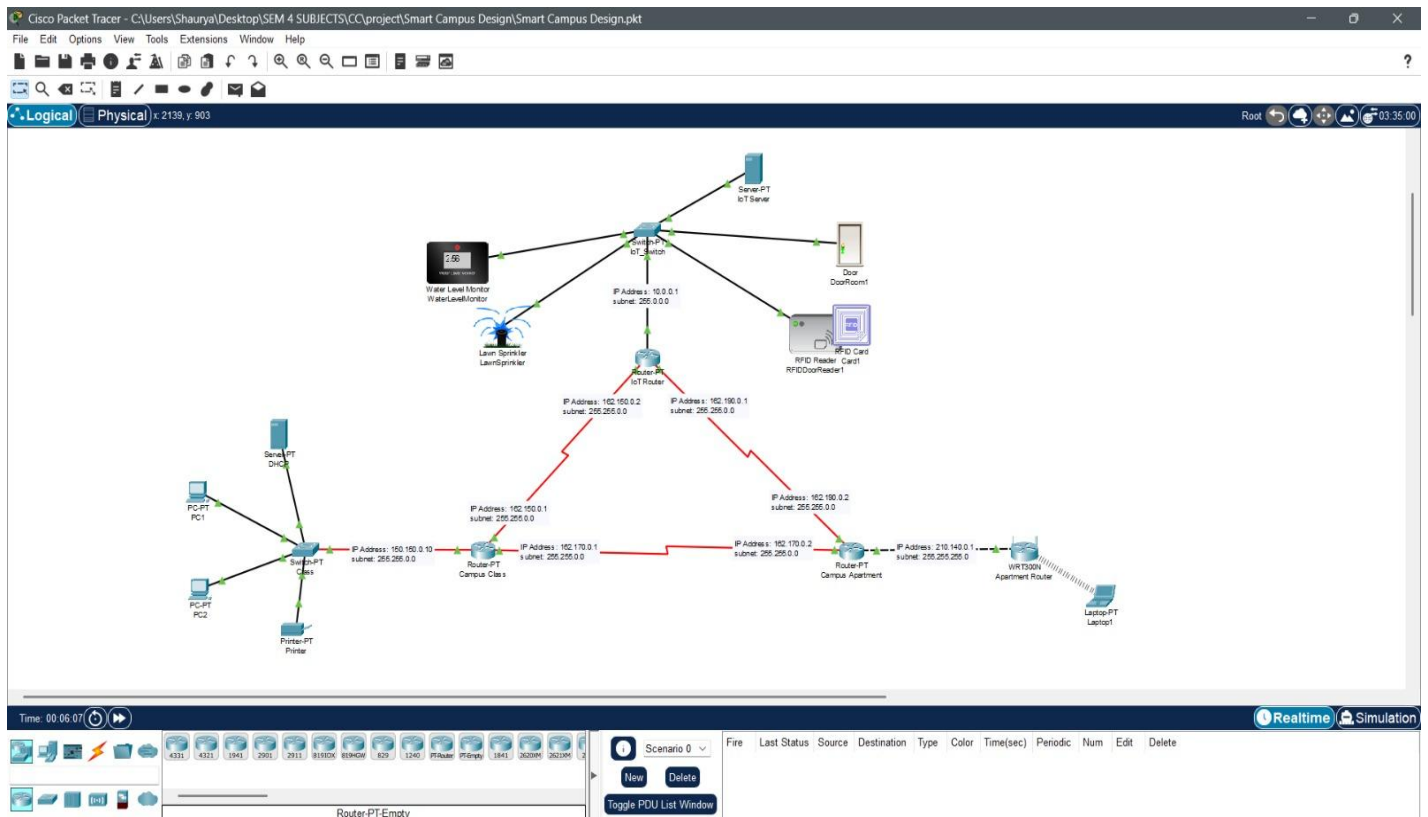 Cisco Packet Tracer - C:\Users\Shaurya\Desktop\SEM 4 SUBJECTS\CC\project\Smart Campus Design\Smart Campus Design.pkt
File Edit Options View Tools Extensions Window Help
?
Logical Physical x: 2139, y: 903
Root 03:35:00
Server-PT
IoT Server
Switch-PT
IoT_Switch
2.56
Water Level Monitor
WaterLevelMonitor
Door
DoorRoom1
IP Address: 10.0.0.1
subnet: 255.0.0.0
Lawn Sprinkler
LawnSprinkler
RFID Reader
RFIDDoorReader1
RFID Card
Card1
Router-PT
IoT Router
IP Address: 162.150.0.2
subnet: 255.255.0.0
IP Address: 162.190.0.1
subnet: 255.255.0.0
Server-PT
DHCP
PC-PT
PC1
IP Address: 162.150.0.1
subnet: 255.255.0.0
IP Address: 162.190.0.2
subnet: 255.255.0.0
Switch-PT
Class
IP Address: 150.150.0.10
subnet: 255.255.0.0
Router-PT
Campus Class
IP Address: 162.170.0.1
subnet: 255.255.0.0
IP Address: 162.170.0.2
subnet: 255.255.0.0
Router-PT
Campus Apartment
IP Address: 210.140.0.1
subnet: 255.255.255.0
WRT300N
Apartment Router
PC-PT
PC2
Laptop-PT
Laptop1
Printer-PT
Printer
Time: 00:06:07
Realtime Simulation
4331 4321 1941 2901 2911 819IOX 819HGW 829 1240 PT-Router PT-Empty 1841 2620XM 2621XM
Router-PT-Empty
Scenario 0
New Delete
Toggle PDU List Window
Fire Last Status Source Destination Type Color Time(sec) Periodic Num Edit Delete